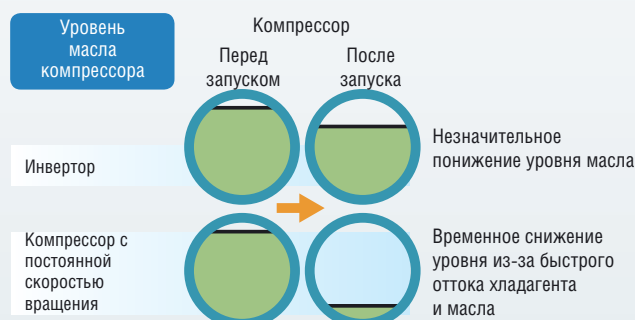 Уровень
масла
компрессора
Компрессор
Перед
запуском
После
запуска
Инвертор
Незначительное
понижение уровня масла
Компрессор с
постоянной
скоростью
вращения
Временное снижение
уровня из-за быстрого
оттока хладагента
и масла